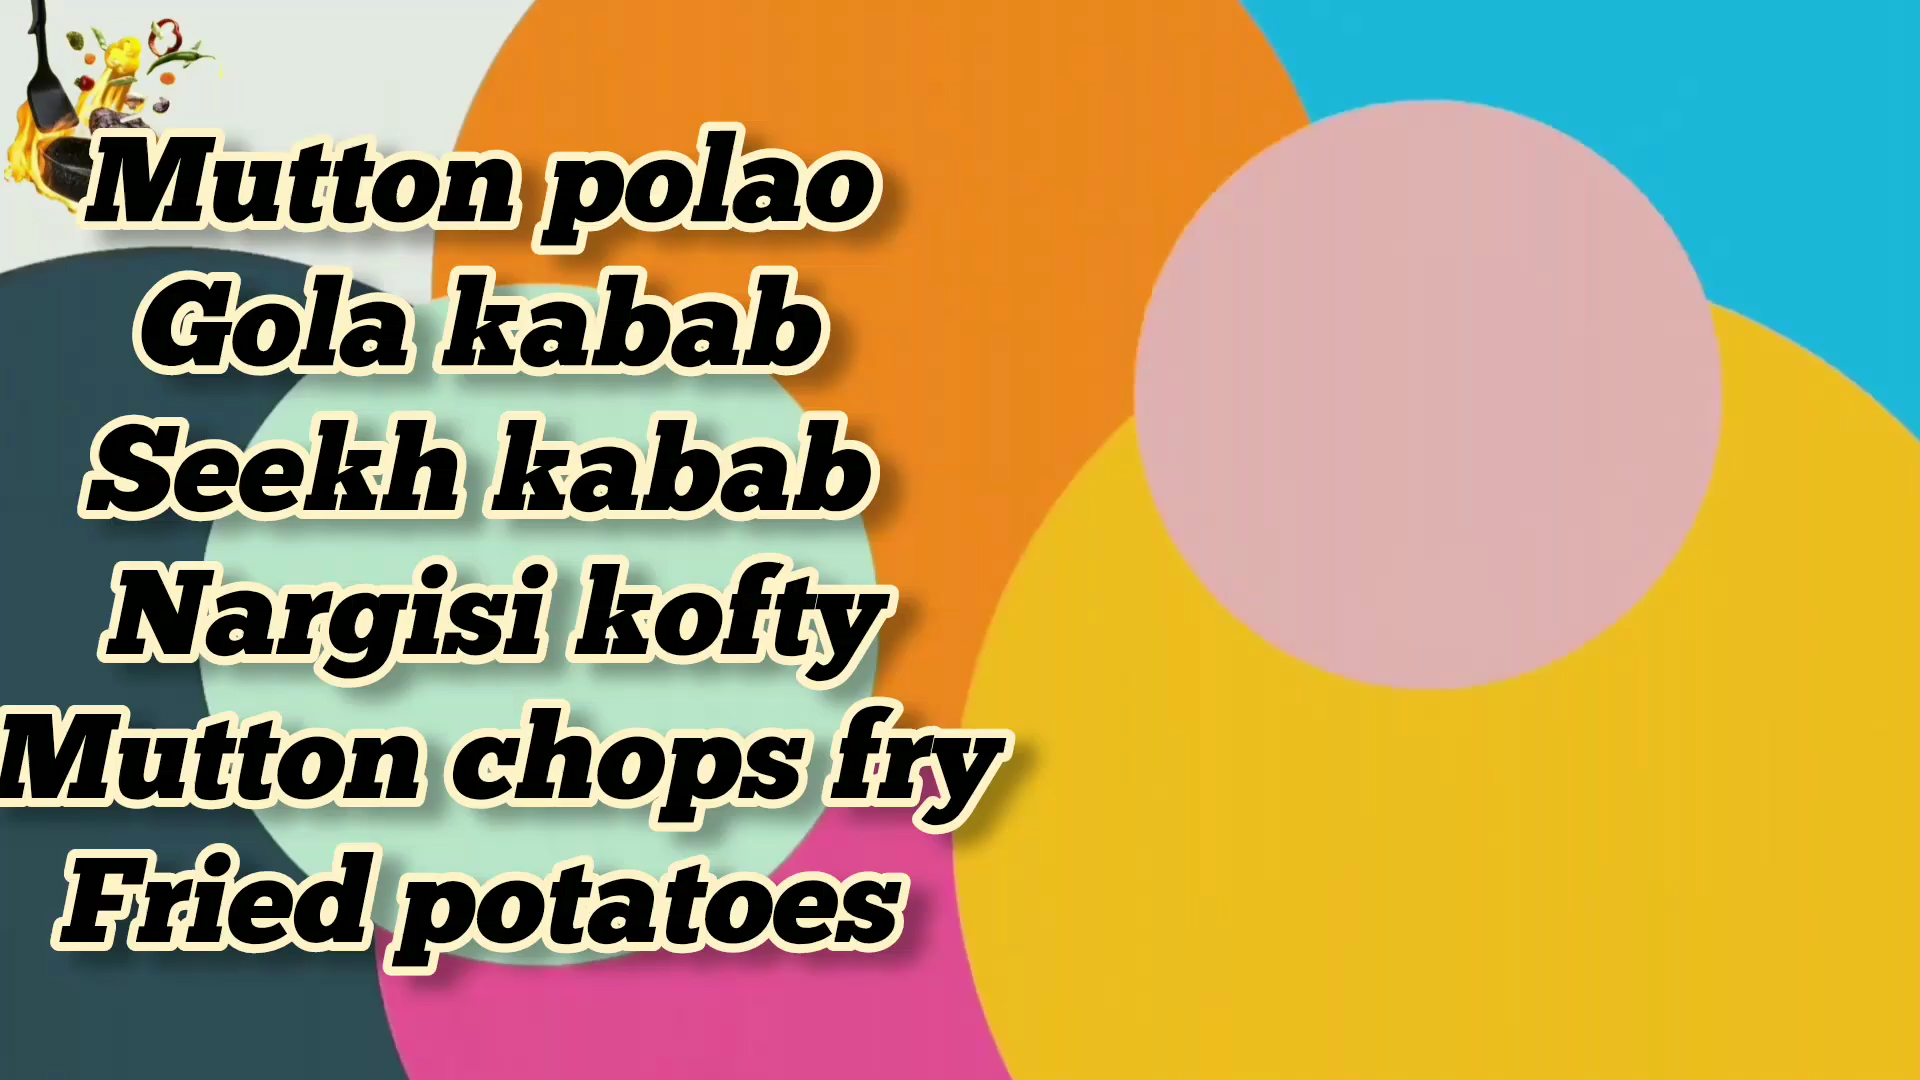 Mutton polao
Gola kabab
Seekh kabab
Nargisi kofty
Mutton chops fry
Fried potatoes